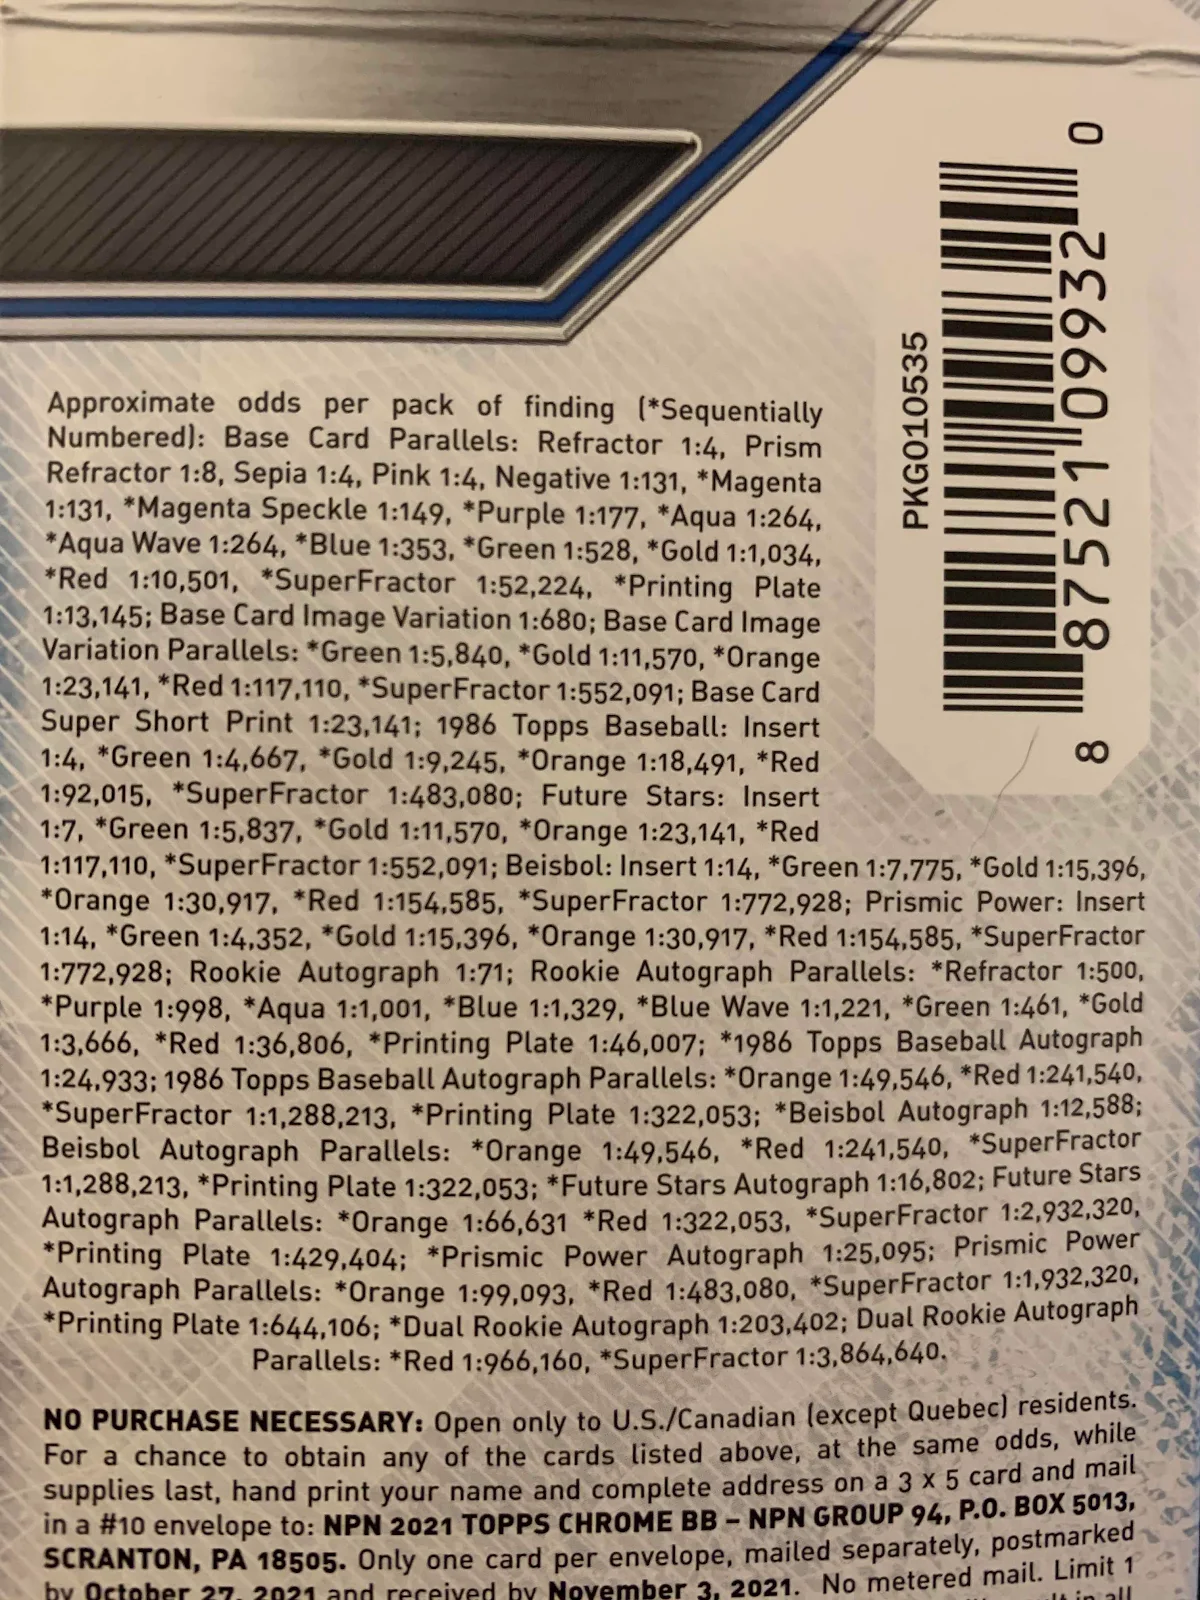 Approximate odds per pack of finding (*Sequentially
Numbered): Base Card Parallels: Refractor 1:4, Prism
Refractor 1:8, Sepia 1:4, Pink 1:4, Negative 1:131, *Magenta
1:131, *Magenta Speckle 1:149, *Purple 1:177, *Aqua 1:264,
*Aqua Wave 1:264, *Blue 1:353, *Green 1:528, *Gold 1:1,034,
*Red 1:10,501, *SuperFractor 1:52,224, *Printing Plate
1:13,145; Base Card Image Variation 1:680; Base Card Image
Variation Parallels: *Green 1:5,840, *Gold 1:11,570, *Orange
1:23,141, *Red 1:117,110, *SuperFractor 1:552,091; Base Card
Super Short Print 1:23,141; 1986 Topps Baseball: Insert
1:4, *Green 1:4,667, *Gold 1:9,245, *Orange 1:18,491, *Red
1:92,015, *SuperFractor 1:483,080; Future Stars: Insert
1:7, *Green 1:5,837, *Gold 1:11,570, *Orange 1:23,141, *Red
1:117,110, *SuperFractor 1:552,091; Beisbol: Insert 1:14, *Green 1:7,775, *Gold 1:15,396,
*Orange 1:30,917, *Red 1:154,585, *SuperFractor 1:772,928; Prismic Power: Insert
1:14, *Green 1:4,352, *Gold 1:15,396, *Orange 1:30,917, *Red 1:154,585, *SuperFractor
1:772,928; Rookie Autograph 1:71; Rookie Autograph Parallels: *Refractor 1:500,
*Purple 1:998, *Aqua 1:1,001, *Blue 1:1,329, *Blue Wave 1:1,221, *Green 1:461, *Gold
1:3,666, *Red 1:36,806, *Printing Plate 1:46,007; *1986 Topps Baseball Autograph
1:24,933; 1986 Topps Baseball Autograph Parallels: *Orange 1:49,546, *Red 1:241,540,
*SuperFractor 1:1,288,213, *Printing Plate 1:322,053; *Beisbol Autograph 1:12,588;
Beisbol Autograph Parallels: *Orange 1:49,546, *Red 1:241,540, *SuperFractor
1:1,288,213, *Printing Plate 1:322,053; *Future Stars Autograph 1:16,802; Future Stars
Autograph Parallels: *Orange 1:66,631 *Red 1:322,053, *SuperFractor 1:2,932,320,
*Printing Plate 1:429,404; *Prismic Power Autograph 1:25,095; Prismic Power
Autograph Parallels: *Orange 1:99,093, *Red 1:483,080, *SuperFractor 1:1,932,320,
*Printing Plate 1:644,106; *Dual Rookie Autograph 1:203,402; Dual Rookie Autograph
Parallels: *Red 1:966,160, *SuperFractor 1:3,864,640.
PKG010535
8 87521 09932 0
NO PURCHASE NECESSARY: Open only to U.S./Canadian (except Quebec) residents.
For a chance to obtain any of the cards listed above, at the same odds, while
supplies last, hand print your name and complete address on a 3 x 5 card and mail
in a #10 envelope to: NPN 2021 TOPPS CHROME BB – NPN GROUP 94, P.O. BOX 5013,
SCRANTON, PA 18505. Only one card per envelope, mailed separately, postmarked
by October 27, 2021 and received by November 3, 2021. No metered mail. Limit 1
in all